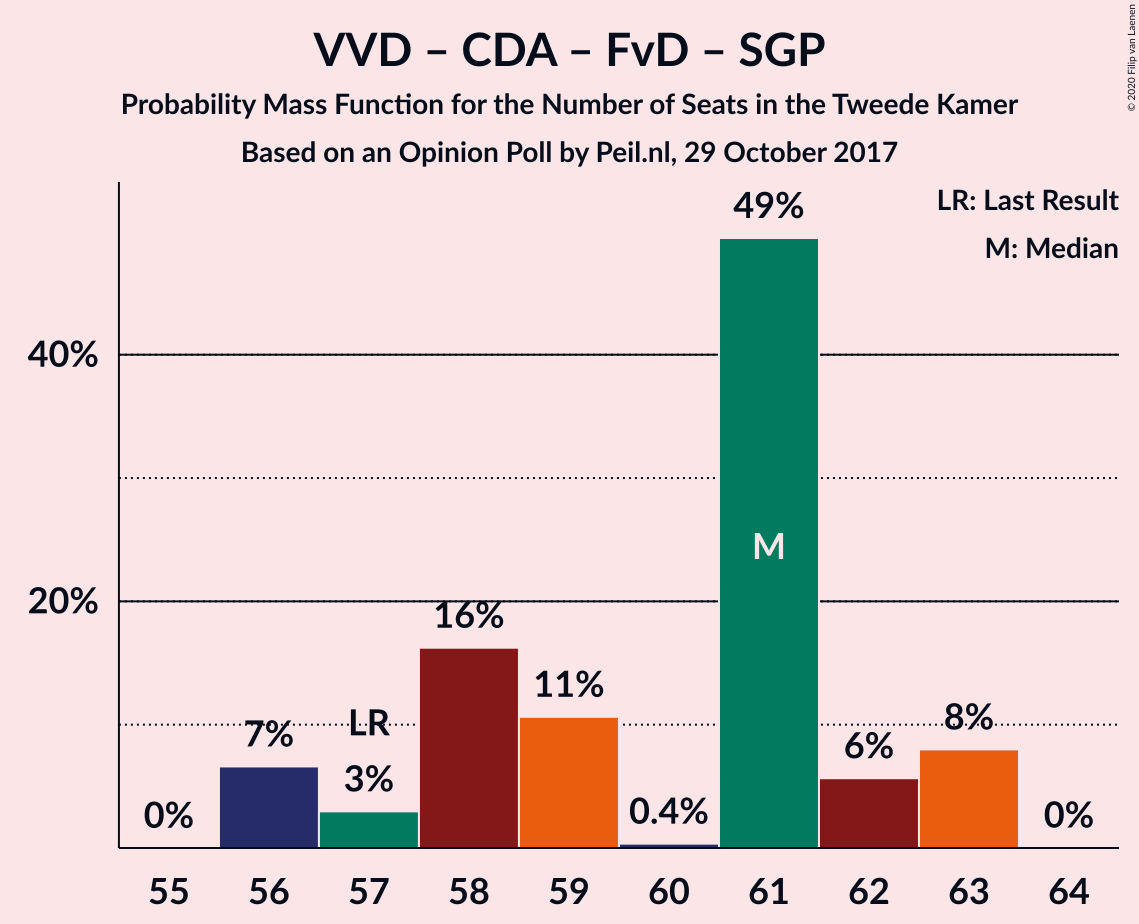 VVD – CDA – FvD – SGP
Probability Mass Function for the Number of Seats in the Tweede Kamer
Based on an Opinion Poll by Peil.nl, 29 October 2017
© 2020 Filip van Laenen
LR: Last Result
M: Median
49%
40%
M
20%
16%
11%
7%
LR
8%
6%
3%
0%
0.4%
0%
55 56 57 58 59 60 61 62 63 64